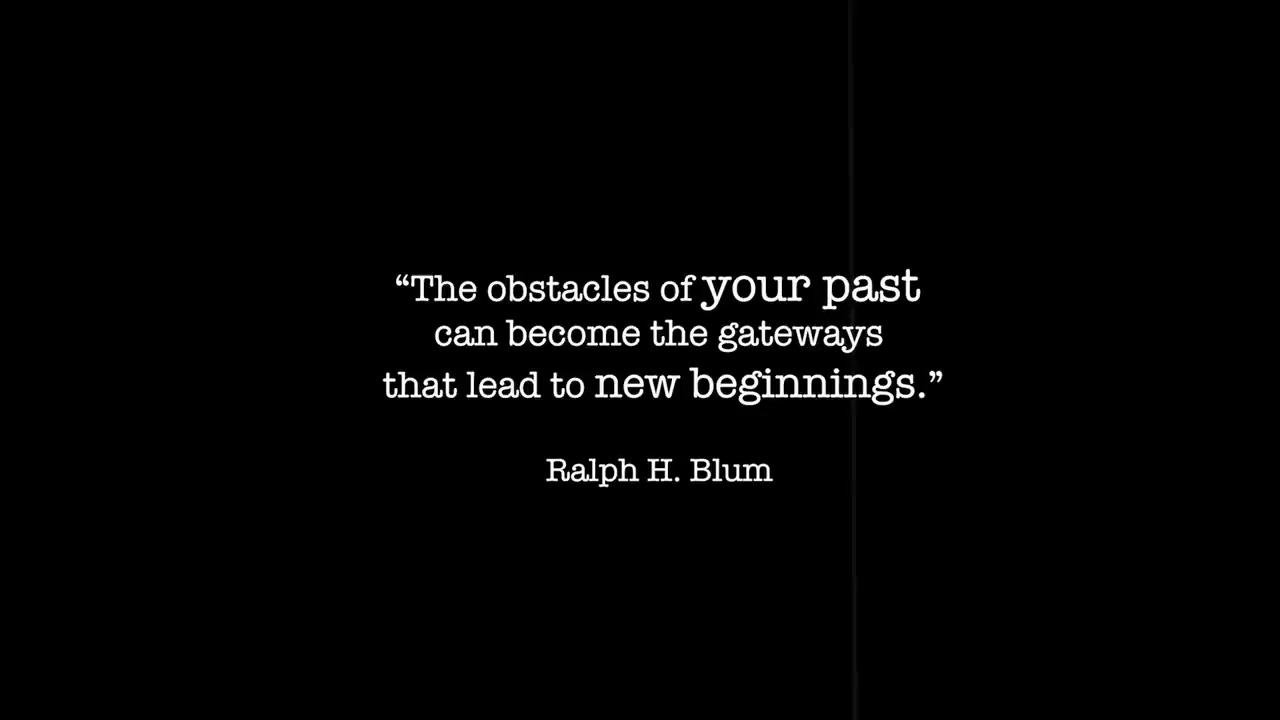 “The obstacles of your past
can become the gateways
that lead to new beginnings.”
Ralph H. Blum